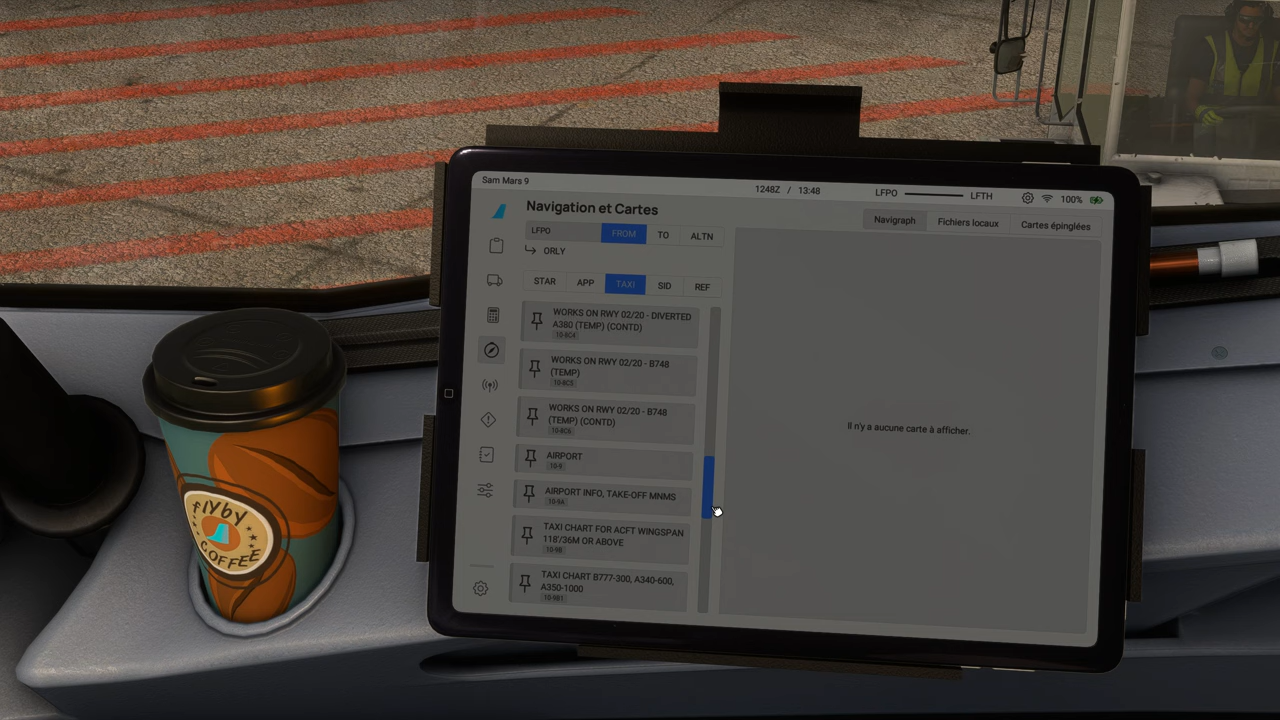 Sam Mars 9
1248Z / 13:48
LFPO
LFTH
100%
Navigation et Cartes
Navigraph
Fichiers locaux
Cartes épinglées
LFPO
FROM
TO
ALTN
ORLY
STAR
APP
TAXI
SID
REF
WORKS ON RWY 02/20 - DIVERTED
A380 (TEMP) (CONTD)
10-8C4
WORKS ON RWY 02/20 - B748
(TEMP)
10-8C5
WORKS ON RWY 02/20 - B748
(TEMP) (CONTD)
10-8C6
AIRPORT
10-9
AIRPORT INFO, TAKE-OFF MNMS
10-9A
TAXI CHART FOR ACFT WINGSPAN
118'/36M OR ABOVE
10-9B
TAXI CHART B777-300, A340-600,
A350-1000
10-9B1
Il n'y a aucune carte à afficher.
flyby
COFFEE